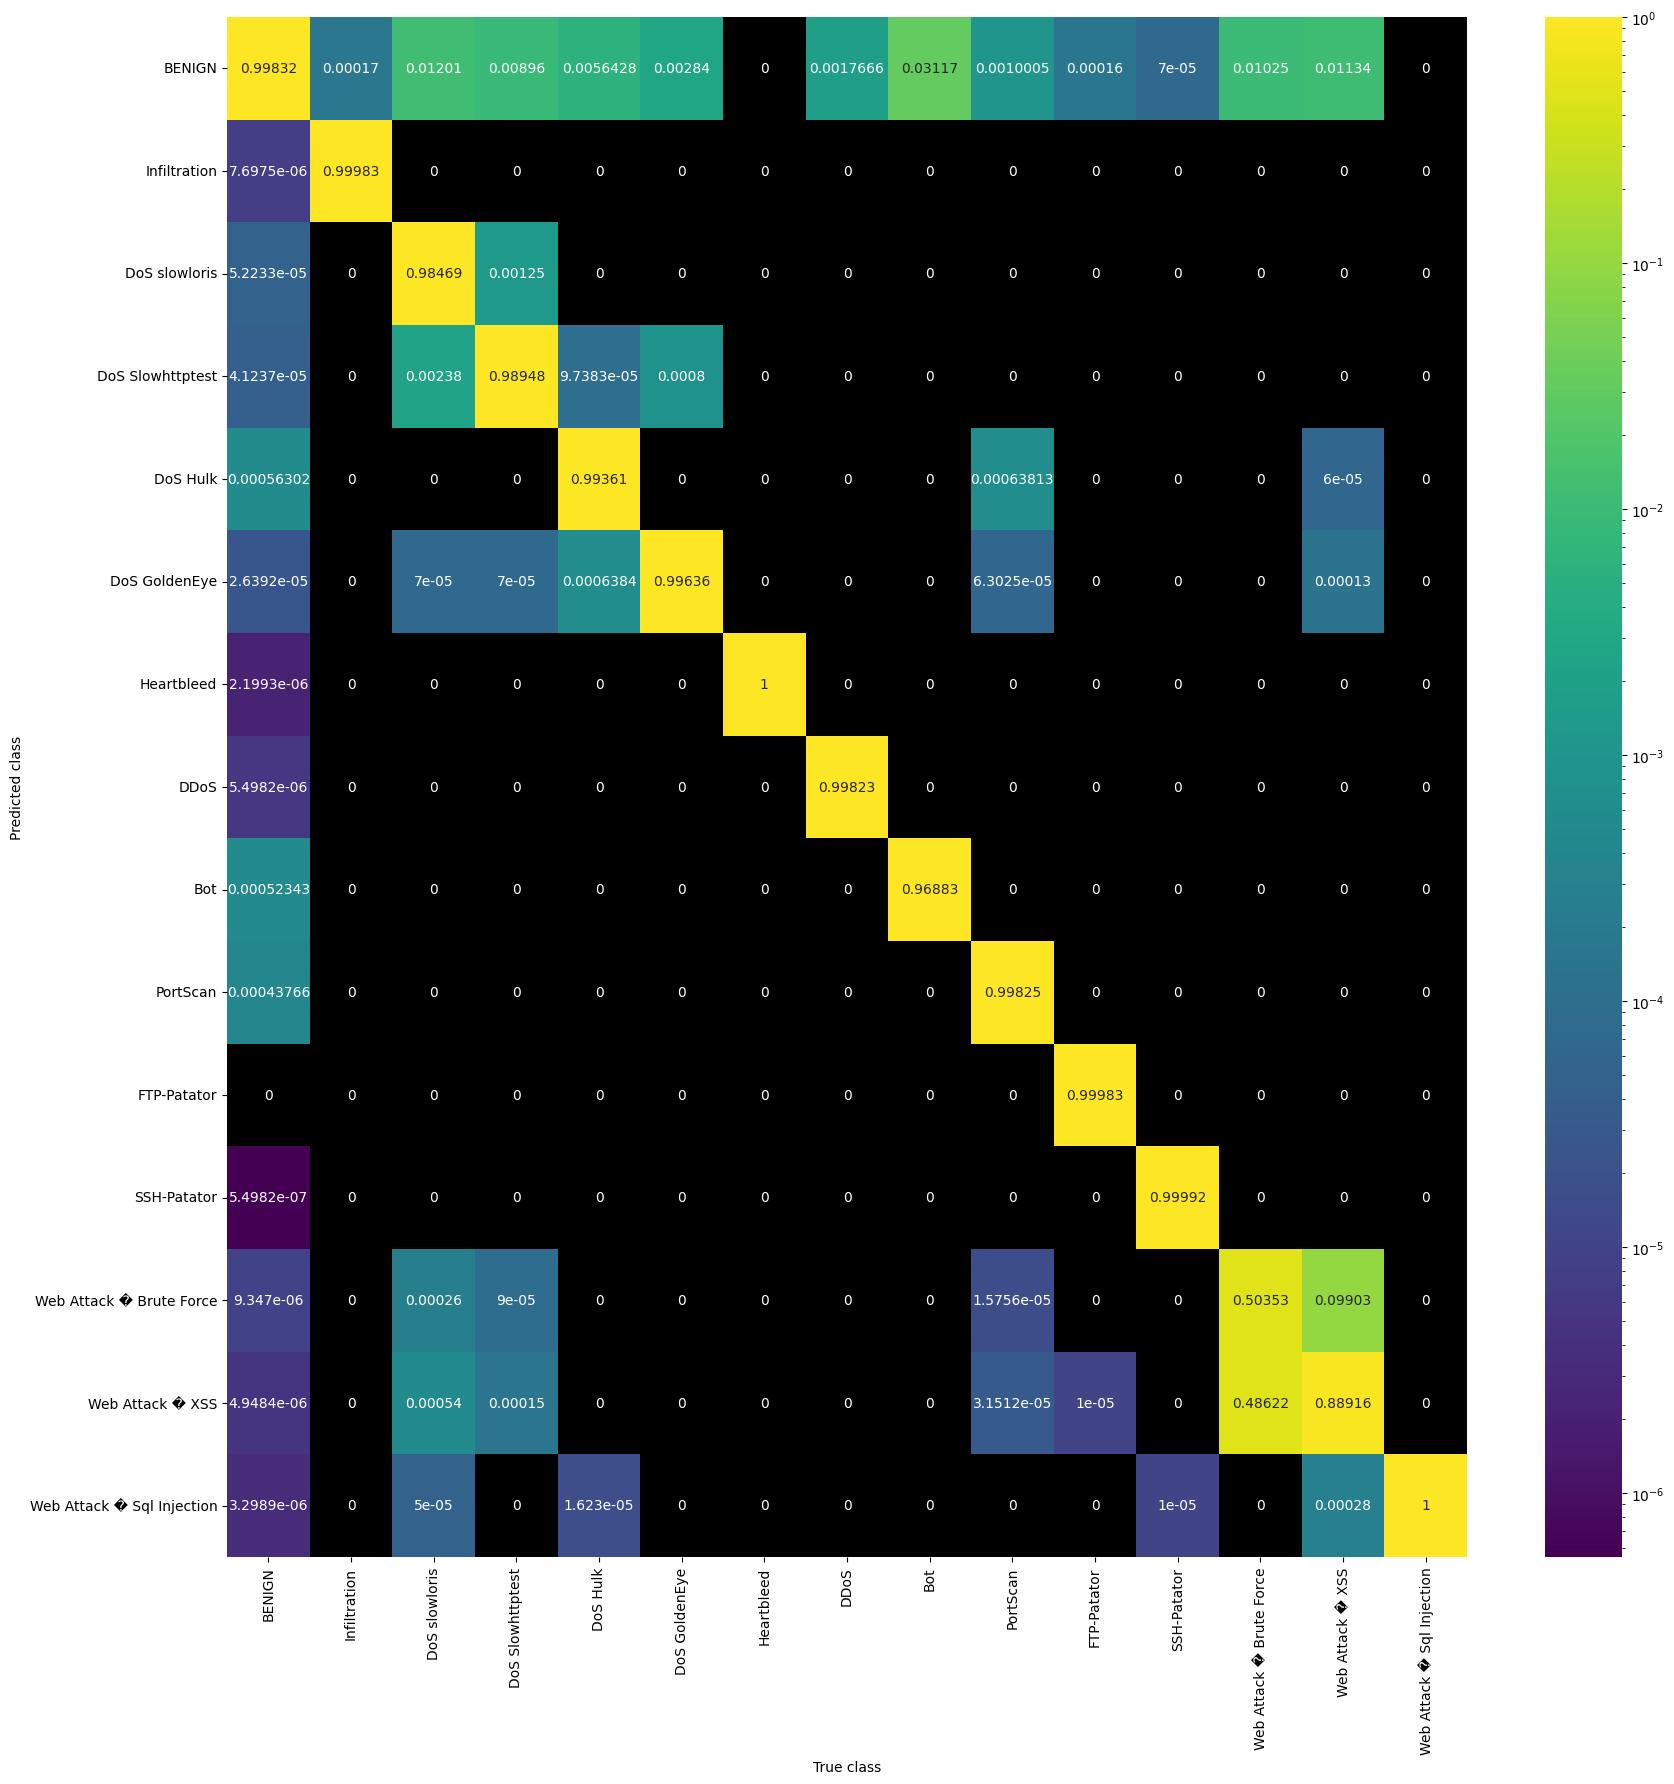 BENIGN 0.99832 0.00017 0.01201 0.00896 0.0056428 0.00284 0 0.0017666 0.03117 0.0010005 0.00016 7e-05 0.01025 0.01134 0
Infiltration 7.6975e-06 0.99983 0 0 0 0 0 0 0 0 0 0 0 0 0
DoS slowloris 5.2233e-05 0 0.98469 0.00125 0 0 0 0 0 0 0 0 0 0 0
DoS Slowhttptest 4.1237e-05 0 0.00238 0.98948 9.7383e-05 0.0008 0 0 0 0 0 0 0 0 0
DoS Hulk 0.00056302 0 0 0 0.99361 0 0 0 0 0.00063813 0 0 0 6e-05 0
DoS GoldenEye 2.6392e-05 0 7e-05 7e-05 0.0006384 0.99636 0 0 0 6.3025e-05 0 0 0 0.00013 0
Heartbleed 2.1993e-06 0 0 0 0 0 1 0 0 0 0 0 0 0 0
DDoS 5.4982e-06 0 0 0 0 0 0 0.99823 0 0 0 0 0 0 0
Bot 0.00052343 0 0 0 0 0 0 0 0.96883 0 0 0 0 0 0
PortScan 0.00043766 0 0 0 0 0 0 0 0 0.99825 0 0 0 0 0
FTP-Patator 0 0 0 0 0 0 0 0 0 0 0.99983 0 0 0 0
SSH-Patator 5.4982e-07 0 0 0 0 0 0 0 0 0 0 0.99992 0 0 0
Web Attack � Brute Force 9.347e-06 0 0.00026 9e-05 0 0 0 0 0 1.5756e-05 0 0 0.50353 0.09903 0
Web Attack � XSS 4.9484e-06 0 0.00054 0.00015 0 0 0 0 0 3.1512e-05 1e-05 0 0.48622 0.88916 0
Web Attack � Sql Injection 3.2989e-06 0 5e-05 0 1.623e-05 0 0 0 0 0 0 1e-05 0 0.00028 1
Predicted class
BENIGN
Infiltration
DoS slowloris
DoS Slowhttptest
DoS Hulk
DoS GoldenEye
Heartbleed
DDoS
Bot
PortScan
FTP-Patator
SSH-Patator
Web Attack � Brute Force
Web Attack � XSS
Web Attack � Sql Injection
True class
10⁰
10⁻¹
10⁻²
10⁻³
10⁻⁴
10⁻⁵
10⁻⁶